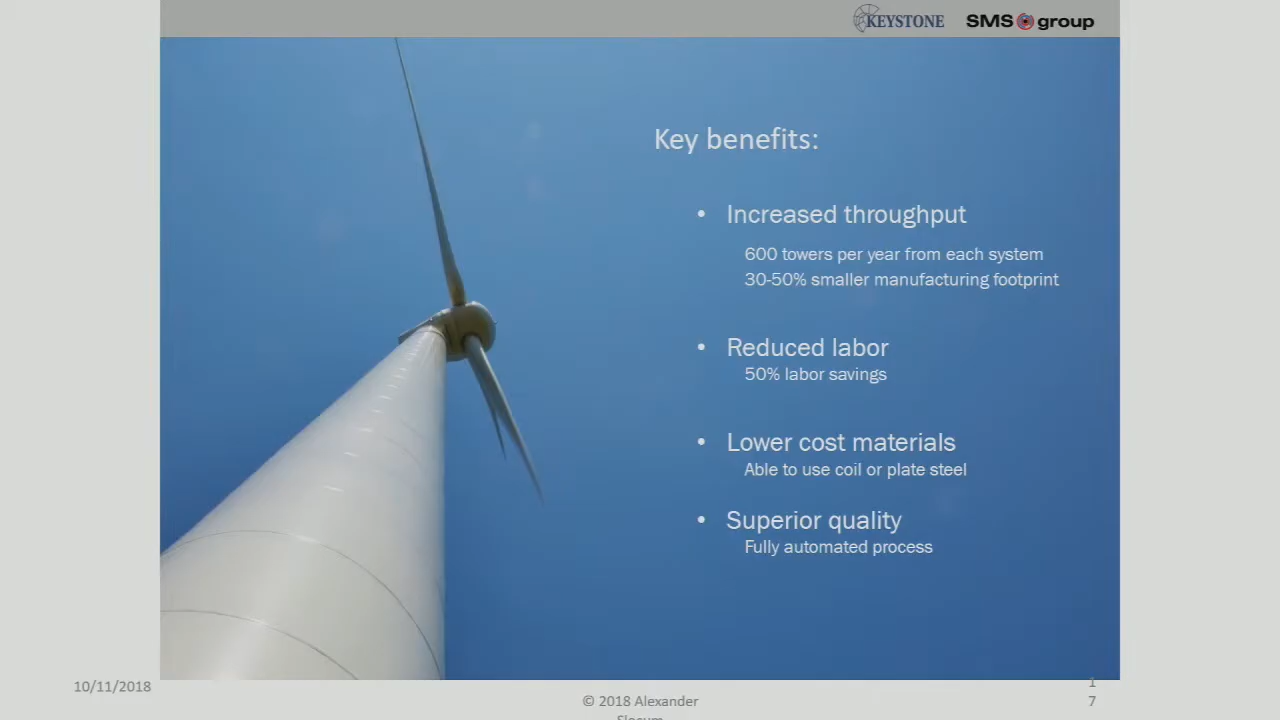 KEYSTONE SMS group
Key benefits:
• Increased throughput
600 towers per year from each system
30-50% smaller manufacturing footprint
• Reduced labor
50% labor savings
• Lower cost materials
Able to use coil or plate steel
• Superior quality
Fully automated process
10/11/2018
© 2018 Alexander
Slocum
1
7